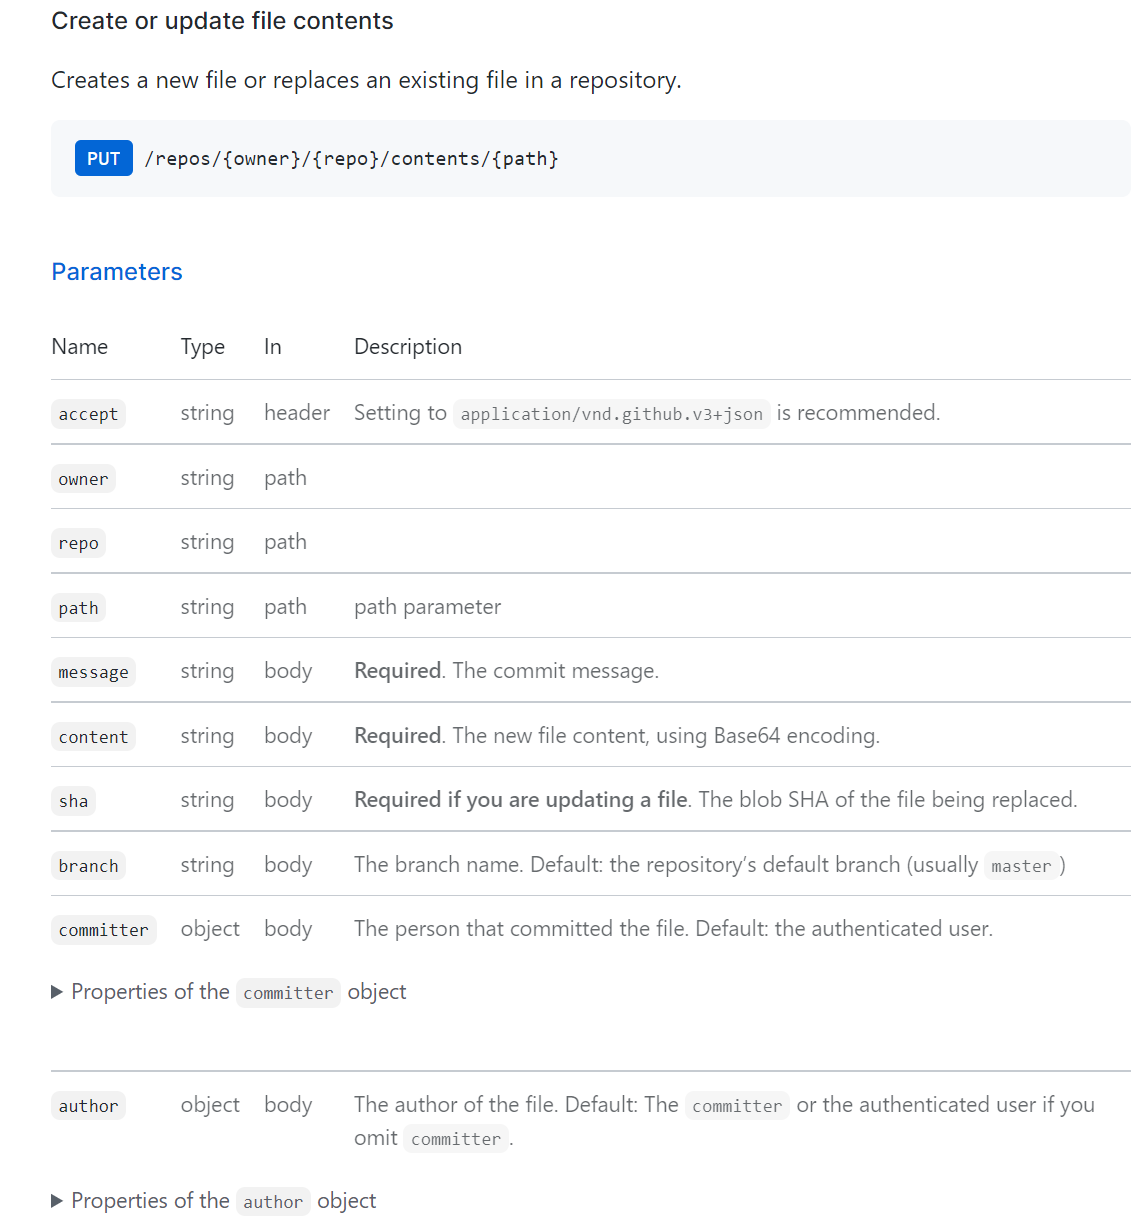 Create or update file contents
Creates a new file or replaces an existing file in a repository.
PUT /repos/{owner}/{repo}/contents/{path}
Parameters
Name Type In Description
accept string header Setting to application/vnd.github.v3+json is recommended.
owner string path
repo string path
path string path path parameter
message string body Required. The commit message.
content string body Required. The new file content, using Base64 encoding.
sha string body Required if you are updating a file. The blob SHA of the file being replaced.
branch string body The branch name. Default: the repository’s default branch (usually master )
committer object body The person that committed the file. Default: the authenticated user.
▶ Properties of the committer object
author object body The author of the file. Default: The committer or the authenticated user if you
omit committer .
▶ Properties of the author object